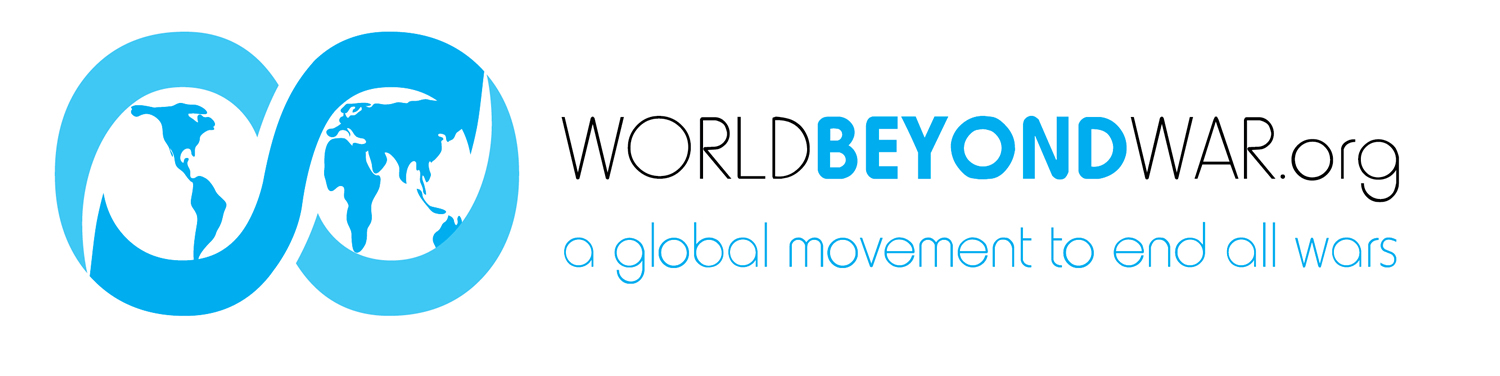 WORLDBEYONDWAR.org
a global movement to end all wars